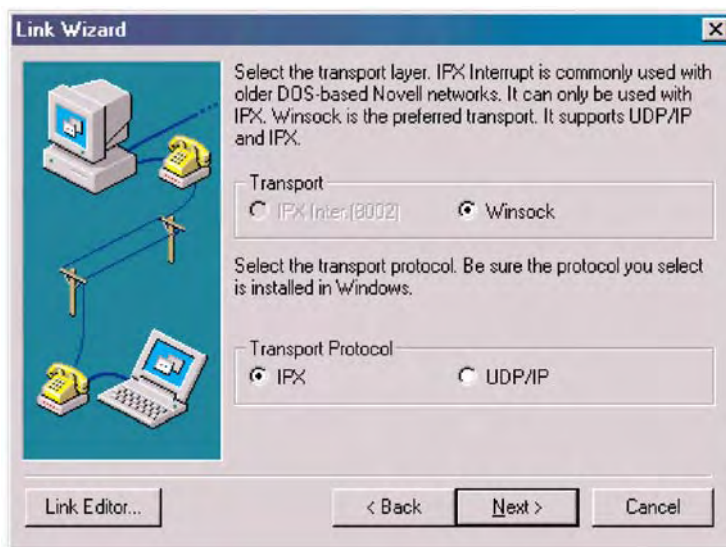 Link Wizard
Select the transport layer. IPX Interrupt is commonly used with
older DOS-based Novell networks. It can only be used with
IPX. Winsock is the preferred transport. It supports UDP/IP
and IPX.
Transport
IPX Inter.(8002)
Winsock
Select the transport protocol. Be sure the protocol you select
is installed in Windows.
Transport Protocol
IPX
UDP/IP
Link Editor...
< Back
Next >
Cancel